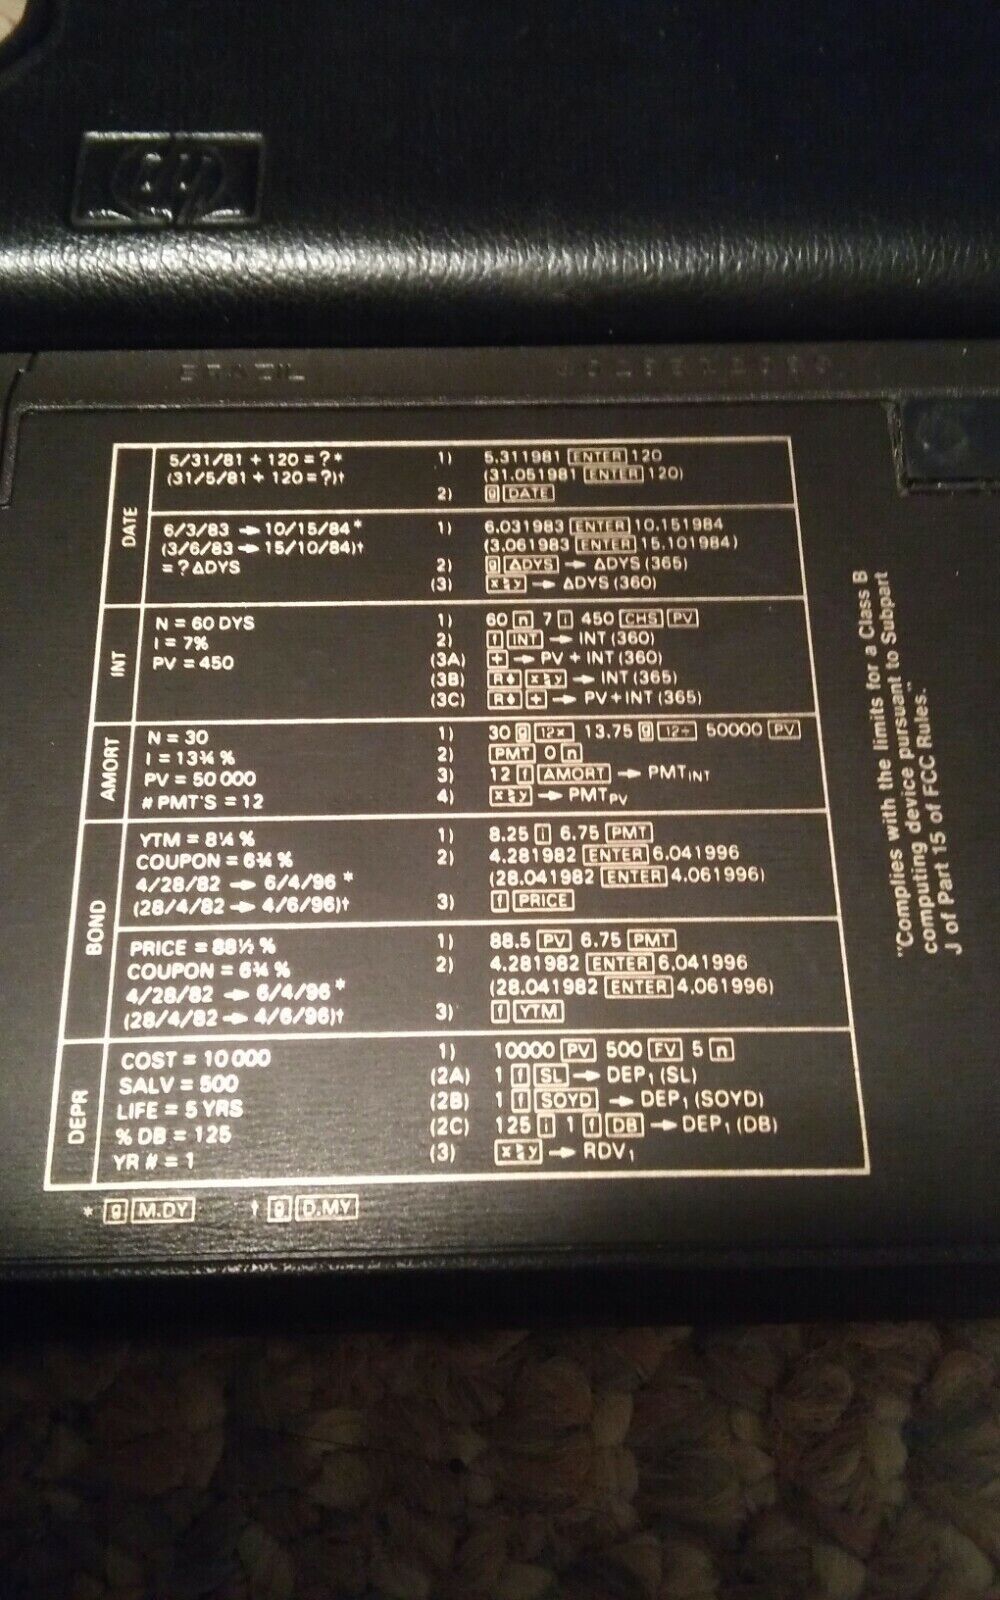 hp
BRAZIL
DATE
5/31/81 + 120 = ? *
(31/5/81 + 120 = ?)†
1) 5.311981 ENTER 120
(31.051981 ENTER 120)
2) g DATE
6/3/83 → 10/15/84*
(3/6/83 → 15/10/84)†
= ? ΔDYS
1) 6.031983 ENTER 10.151984
(3.061983 ENTER 15.101984)
2) g ΔDYS → ΔDYS (365)
(3) x≷y → ΔDYS (360)
INT
N = 60 DYS
I = 7%
PV = 450
1) 60 n 7 i 450 CHS PV
2) f INT → INT (360)
(3A) + → PV + INT (360)
(3B) R↓ x≷y → INT (365)
(3C) R↓ + → PV + INT (365)
AMORT
N = 30
I = 13¾ %
PV = 50 000
# PMT'S = 12
1) 30 g 12× 13.75 g 12÷ 50000 PV
2) PMT 0 n
3) 12 f AMORT → PMT INT
4) x≷y → PMT PV
BOND
YTM = 8¼ %
COUPON = 6¾ %
4/28/82 → 6/4/96 *
(28/4/82 → 4/6/96)†
1) 8.25 i 6.75 PMT
2) 4.281982 ENTER 6.041996
(28.041982 ENTER 4.061996)
3) f PRICE
PRICE = 88½ %
COUPON = 6¾ %
4/28/82 → 6/4/96 *
(28/4/82 → 4/6/96)†
1) 88.5 PV 6.75 PMT
2) 4.281982 ENTER 6.041996
(28.041982 ENTER 4.061996)
3) f YTM
DEPR
COST = 10 000
SALV = 500
LIFE = 5 YRS
% DB = 125
YR # = 1
1) 10000 PV 500 FV 5 n
(2A) 1 f SL → DEP₁ (SL)
(2B) 1 f SOYD → DEP₁ (SOYD)
(2C) 125 i 1 f DB → DEP₁ (DB)
(3) x≷y → RDV₁
* g M.DY † g D.MY
"Complies with the limits for a Class B
computing device pursuant to Subpart
J of Part 15 of FCC Rules."